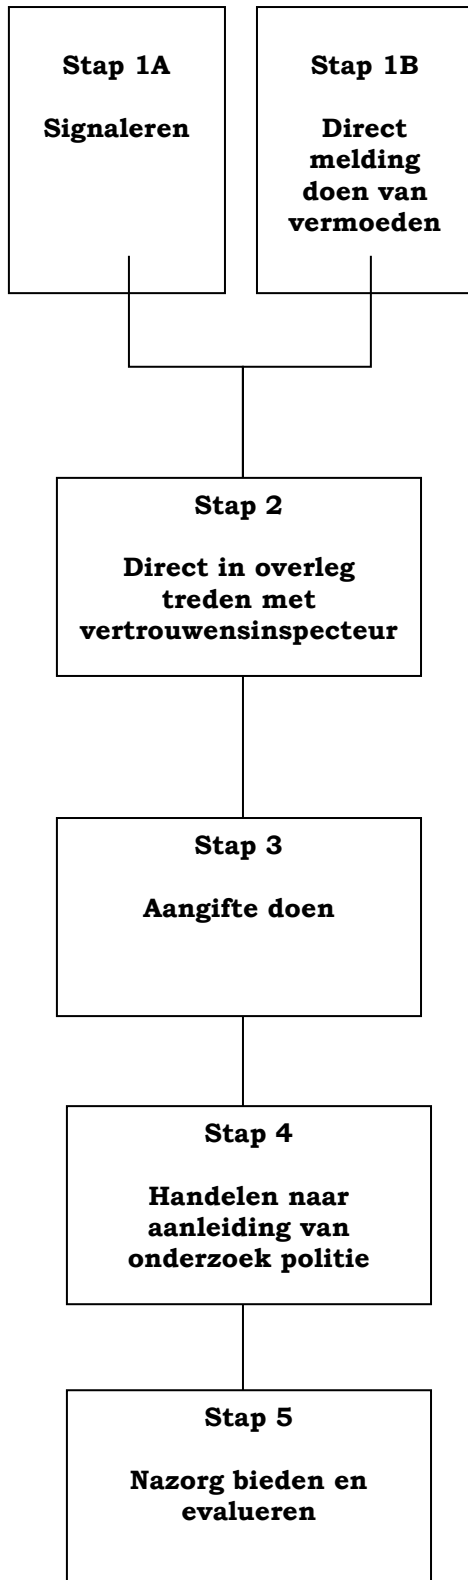 Stap 1A
Signaleren
Stap 1B
Direct
melding
doen van
vermoeden
Stap 2
Direct in overleg
treden met
vertrouwensinspecteur
Stap 3
Aangifte doen
Stap 4
Handelen naar
aanleiding van
onderzoek politie
Stap 5
Nazorg bieden en
evalueren